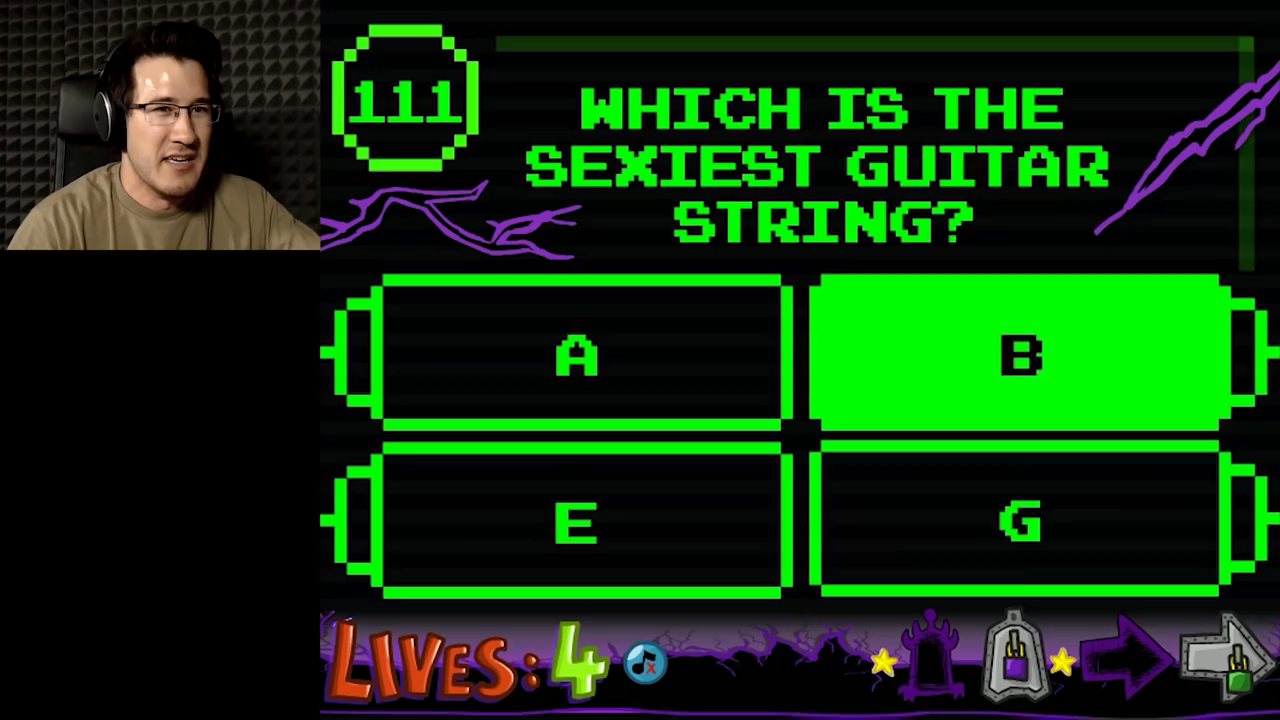 111
WHICH IS THE
SEXIEST GUITAR
STRING?
A
B
E
G
LIVES: 4